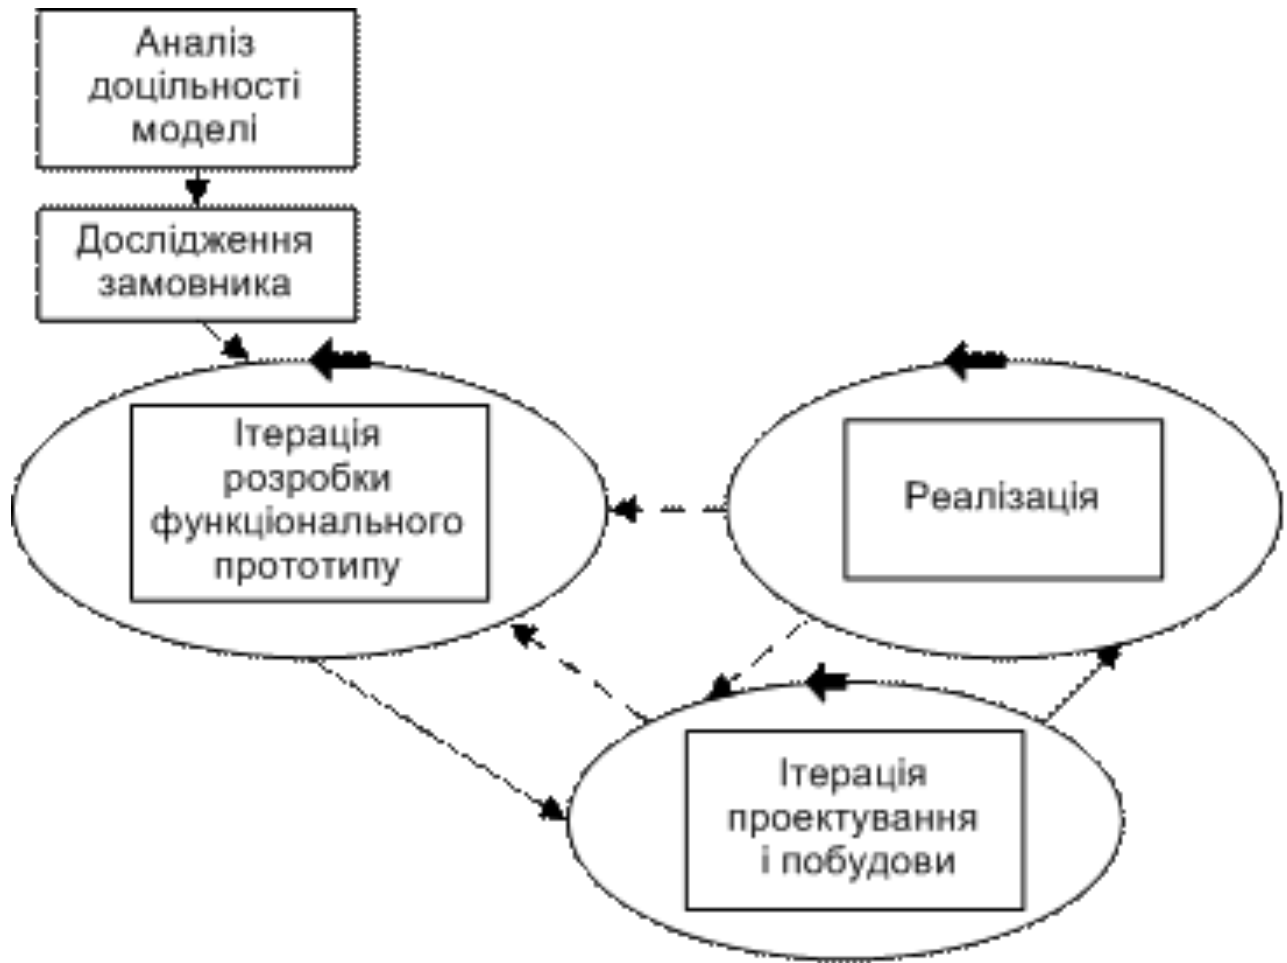 Аналіз
доцільності
моделі
Дослідження
замовника
Ітерація
розробки
функціонального
прототипу
Реалізація
Ітерація
проектування
і побудови